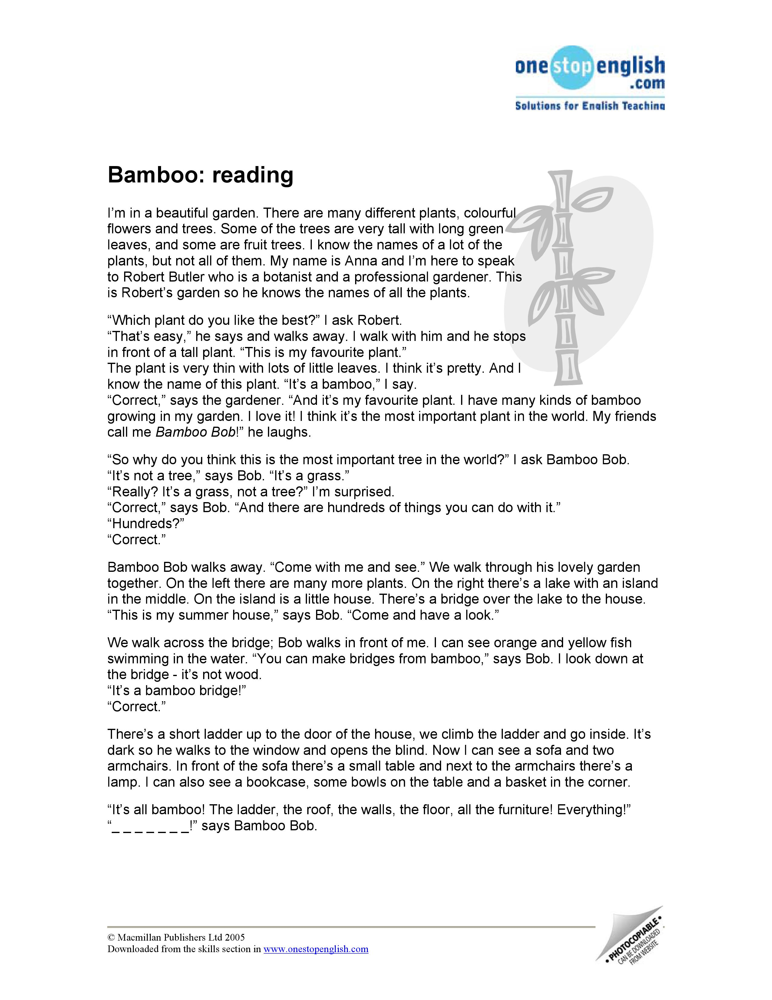 onestopenglish
.com
Solutions for English Teaching
Bamboo: reading
I’m in a beautiful garden. There are many different plants, colourful
flowers and trees. Some of the trees are very tall with long green
leaves, and some are fruit trees. I know the names of a lot of the
plants, but not all of them. My name is Anna and I’m here to speak
to Robert Butler who is a botanist and a professional gardener. This
is Robert’s garden so he knows the names of all the plants.
“Which plant do you like the best?” I ask Robert.
“That’s easy,” he says and walks away. I walk with him and he stops
in front of a tall plant. “This is my favourite plant.”
The plant is very thin with lots of little leaves. I think it’s pretty. And I
know the name of this plant. “It’s a bamboo,” I say.
“Correct,” says the gardener. “And it’s my favourite plant. I have many kinds of bamboo
growing in my garden. I love it! I think it’s the most important plant in the world. My friends
call me Bamboo Bob!” he laughs.
“So why do you think this is the most important tree in the world?” I ask Bamboo Bob.
“It’s not a tree,” says Bob. “It’s a grass.”
“Really? It’s a grass, not a tree?” I’m surprised.
“Correct,” says Bob. “And there are hundreds of things you can do with it.”
“Hundreds?”
“Correct.”
Bamboo Bob walks away. “Come with me and see.” We walk through his lovely garden
together. On the left there are many more plants. On the right there’s a lake with an island
in the middle. On the island is a little house. There’s a bridge over the lake to the house.
“This is my summer house,” says Bob. “Come and have a look.”
We walk across the bridge; Bob walks in front of me. I can see orange and yellow fish
swimming in the water. “You can make bridges from bamboo,” says Bob. I look down at
the bridge - it’s not wood.
“It’s a bamboo bridge!”
“Correct.”
There’s a short ladder up to the door of the house, we climb the ladder and go inside. It’s
dark so he walks to the window and opens the blind. Now I can see a sofa and two
armchairs. In front of the sofa there’s a small table and next to the armchairs there’s a
lamp. I can also see a bookcase, some bowls on the table and a basket in the corner.
“It’s all bamboo! The ladder, the roof, the walls, the floor, all the furniture! Everything!”
“_ _ _ _ _ _ _!” says Bamboo Bob.
© Macmillan Publishers Ltd 2005
Downloaded from the skills section in www.onestopenglish.com
• PHOTOCOPIABLE •
CAN BE DOWNLOADED
FROM WEBSITE